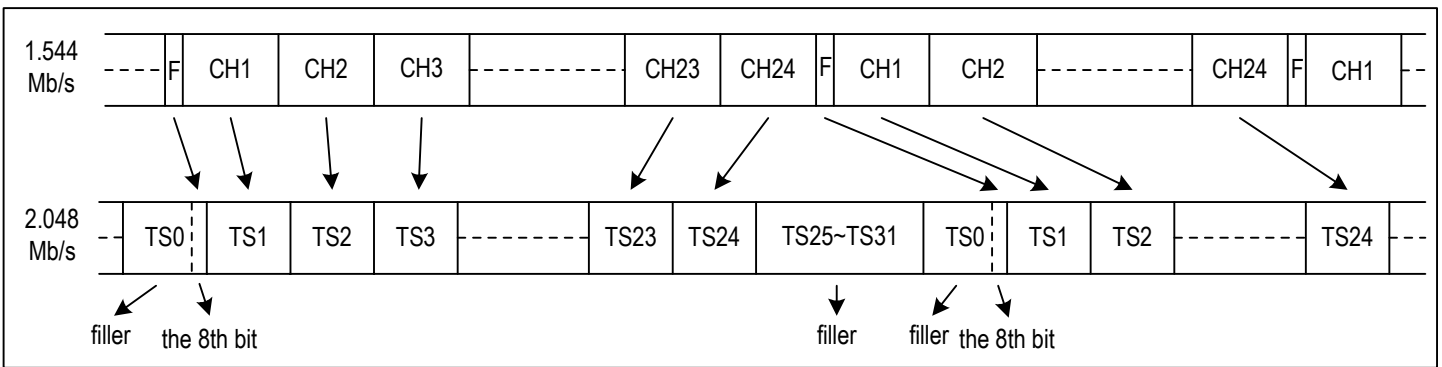 1.544
Mb/s
F CH1 CH2 CH3 CH23 CH24 F CH1 CH2 CH24 F CH1
2.048
Mb/s
TS0 TS1 TS2 TS3 TS23 TS24 TS25~TS31 TS0 TS1 TS2 TS24
filler the 8th bit filler filler the 8th bit